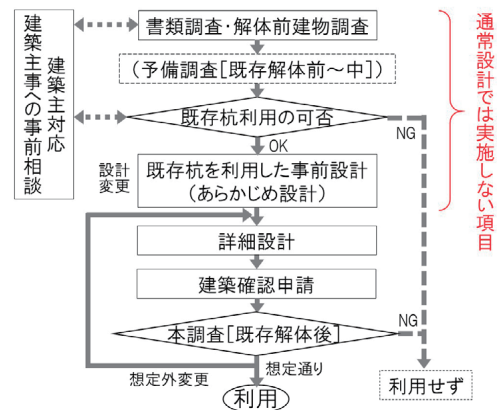 書類調査・解体前建物調査
(予備調査[既存解体前～中])
既存杭利用の可否
OK
NG
既存杭を利用した事前設計
(あらかじめ設計)
設計
変更
詳細設計
建築確認申請
本調査[既存解体後]
NG
想定外変更
想定通り
利用
利用せず
建築主対応
建築主事への事前相談
通常設計では実施しない項目